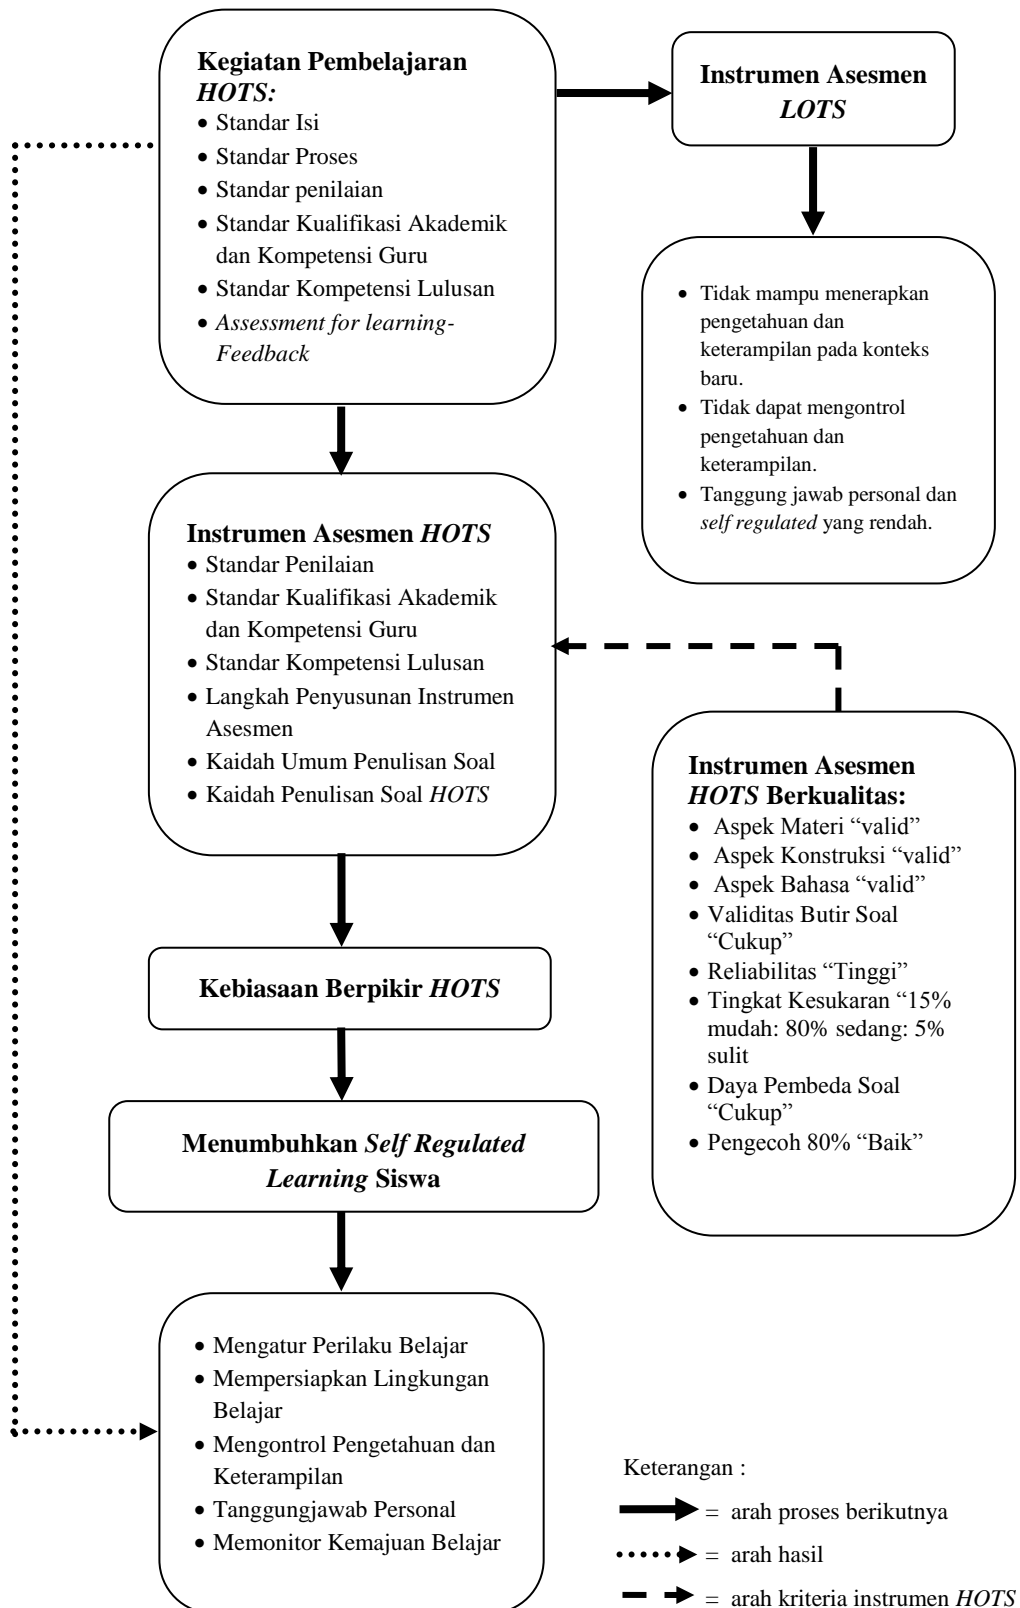 Kegiatan Pembelajaran
HOTS:
• Standar Isi
• Standar Proses
• Standar penilaian
• Standar Kualifikasi Akademik
dan Kompetensi Guru
• Standar Kompetensi Lulusan
• Assessment for learning-
Feedback
Instrumen Asesmen
LOTS
• Tidak mampu menerapkan
pengetahuan dan
keterampilan pada konteks
baru.
• Tidak dapat mengontrol
pengetahuan dan
keterampilan.
• Tanggung jawab personal dan
self regulated yang rendah.
Instrumen Asesmen HOTS
• Standar Penilaian
• Standar Kualifikasi Akademik
dan Kompetensi Guru
• Standar Kompetensi Lulusan
• Langkah Penyusunan Instrumen
Asesmen
• Kaidah Umum Penulisan Soal
• Kaidah Penulisan Soal HOTS
Instrumen Asesmen
HOTS Berkualitas:
• Aspek Materi “valid”
• Aspek Konstruksi “valid”
• Aspek Bahasa “valid”
• Validitas Butir Soal
“Cukup”
• Reliabilitas “Tinggi”
• Tingkat Kesukaran “15%
mudah: 80% sedang: 5%
sulit
• Daya Pembeda Soal
“Cukup”
• Pengecoh 80% “Baik”
Kebiasaan Berpikir HOTS
Menumbuhkan Self Regulated
Learning Siswa
• Mengatur Perilaku Belajar
• Mempersiapkan Lingkungan
Belajar
• Mengontrol Pengetahuan dan
Keterampilan
• Tanggungjawab Personal
• Memonitor Kemajuan Belajar
Keterangan :
= arah proses berikutnya
= arah hasil
= arah kriteria instrumen HOTS